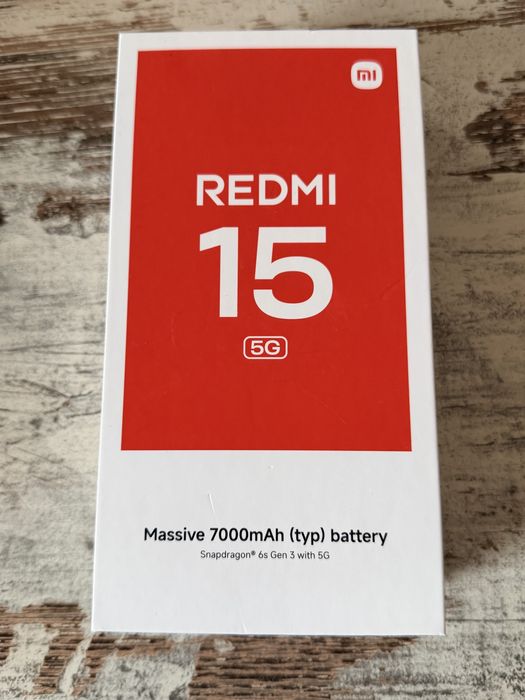 mi
REDMI
15
5G
Massive 7000mAh (typ) battery
Snapdragon® 6s Gen 3 with 5G